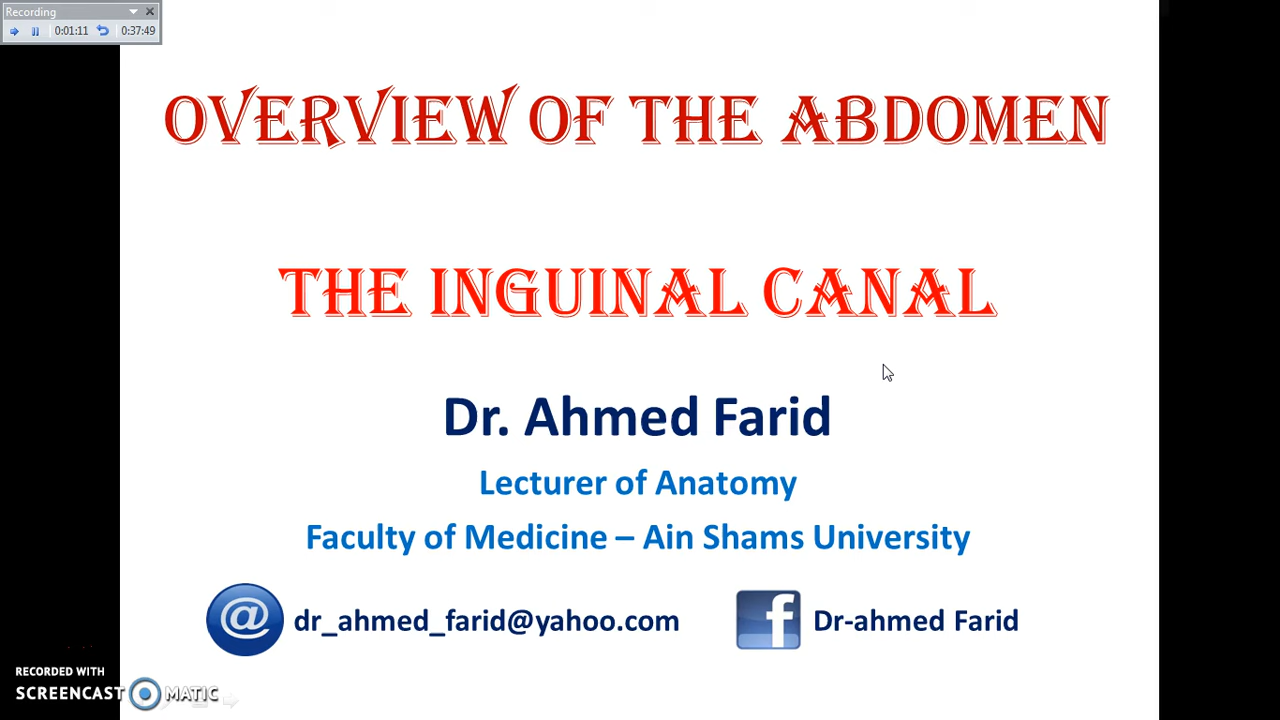 Recording
0:01:11 0:37:49
OVERVIEW OF THE ABDOMEN
THE INGUINAL CANAL
Dr. Ahmed Farid
Lecturer of Anatomy
Faculty of Medicine – Ain Shams University
@ dr_ahmed_farid@yahoo.com f Dr-ahmed Farid
RECORDED WITH
SCREENCAST MATIC